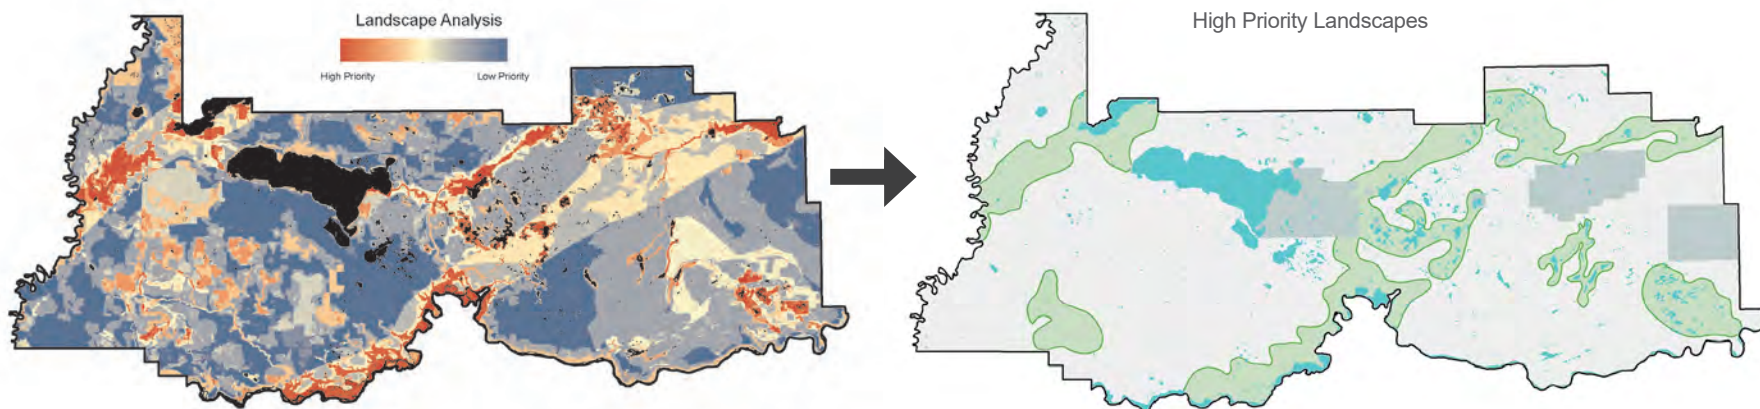 Landscape Analysis
High Priority
Low Priority
High Priority Landscapes